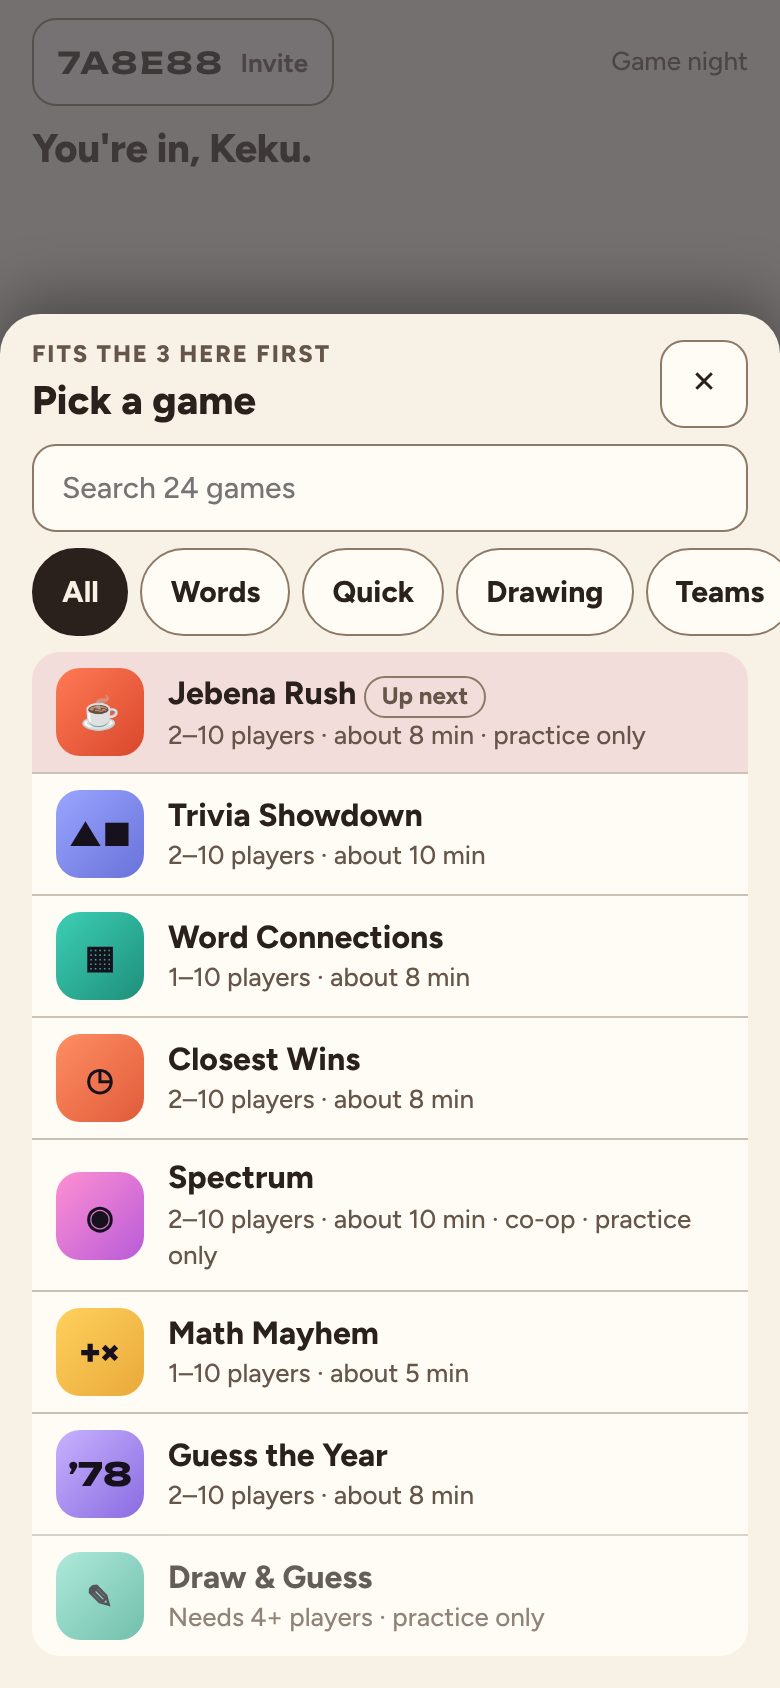 7A8E88 Invite
Game night
You're in, Keku.
FITS THE 3 HERE FIRST
Pick a game
×
Search 24 games
All Words Quick Drawing Teams
Jebena Rush Up next
2–10 players · about 8 min · practice only
Trivia Showdown
2–10 players · about 10 min
Word Connections
1–10 players · about 8 min
Closest Wins
2–10 players · about 8 min
Spectrum
2–10 players · about 10 min · co-op · practice
only
+×
Math Mayhem
1–10 players · about 5 min
’78
Guess the Year
2–10 players · about 8 min
Draw & Guess
Needs 4+ players · practice only